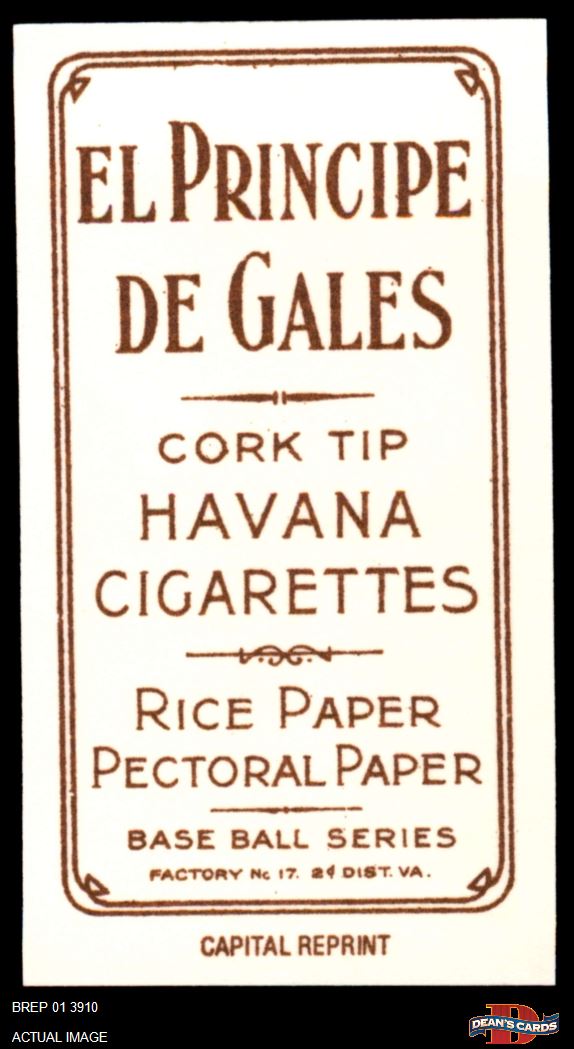 EL PRINCIPE
DE GALES
CORK TIP
HAVANA
CIGARETTES
RICE PAPER
PECTORAL PAPER
BASE BALL SERIES
FACTORY No 17. 2d DIST. VA.
CAPITAL REPRINT
BREP 01 3910
ACTUAL IMAGE
D
DEAN'S CARDS